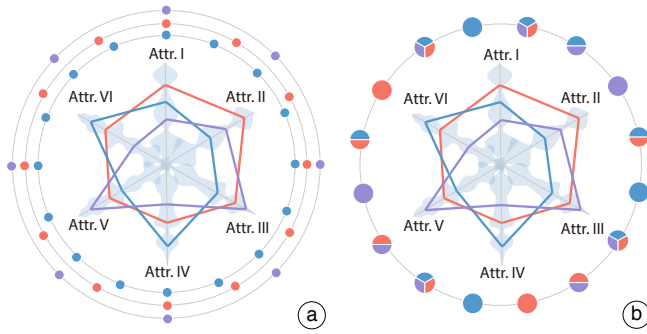 Attr. I
Attr. VI
Attr. II
Attr. V
Attr. III
Attr. IV
a
Attr. I
Attr. VI
Attr. II
Attr. V
Attr. III
Attr. IV
b